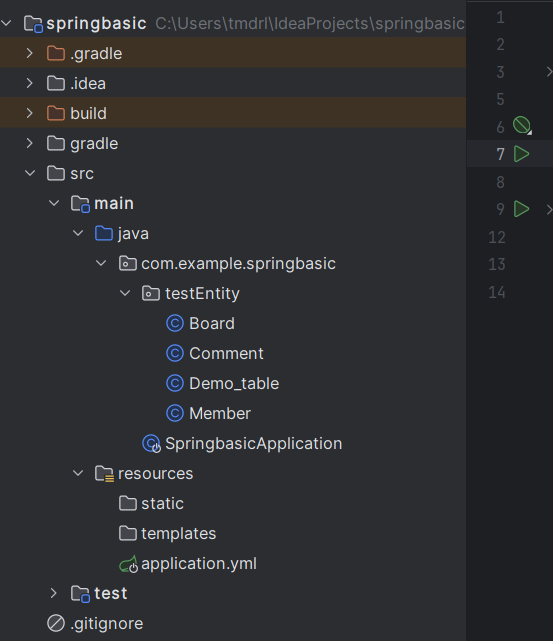 springbasic C:\Users\tmdrl\IdeaProjects\springbasic
.gradle
.idea
build
gradle
src
main
java
com.example.springbasic
testEntity
Board
Comment
Demo_table
Member
SpringbasicApplication
resources
static
templates
application.yml
test
.gitignore
1
2
3
5
6
7
8
9
12
13
14